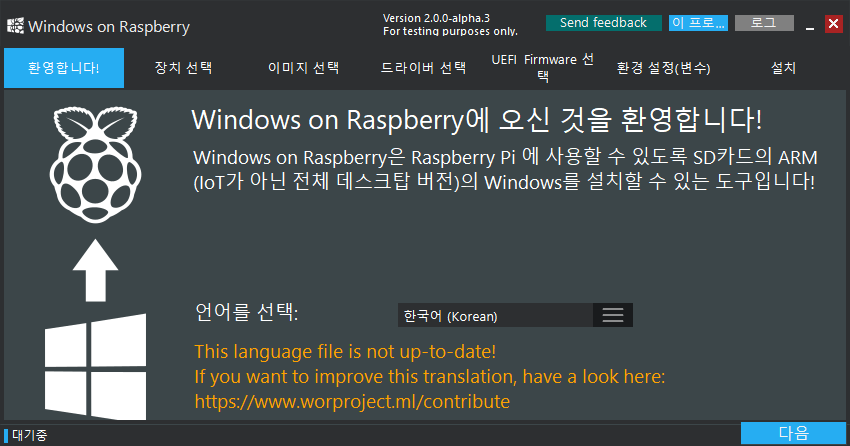 Windows on Raspberry
Version 2.0.0-alpha.3
For testing purposes only.
Send feedback
이 프로...
로그
환영합니다!
장치 선택
이미지 선택
드라이버 선택
UEFI Firmware 선
택
환경 설정(변수)
설치
Windows on Raspberry에 오신 것을 환영합니다!
Windows on Raspberry은 Raspberry Pi 에 사용할 수 있도록 SD카드의 ARM
(IoT가 아닌 전체 데스크탑 버전)의 Windows를 설치할 수 있는 도구입니다!
언어를 선택:
한국어 (Korean)
This language file is not up-to-date!
If you want to improve this translation, have a look here:
https://www.worproject.ml/contribute
대기중
다음